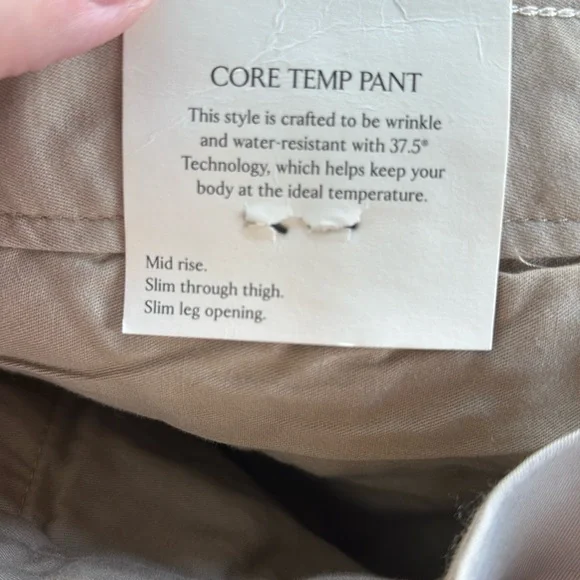 CORE TEMP PANT
This style is crafted to be wrinkle
and water-resistant with 37.5®
Technology, which helps keep your
body at the ideal temperature.
Mid rise.
Slim through thigh.
Slim leg opening.